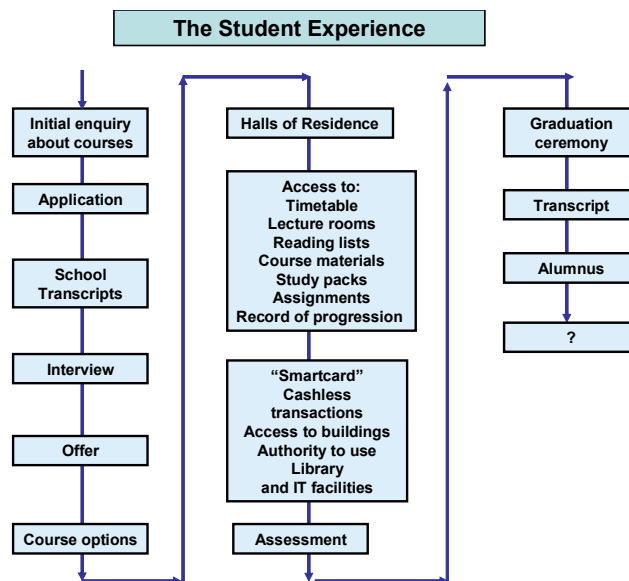 The Student Experience
Initial enquiry
about courses
Application
School
Transcripts
Interview
Offer
Course options
Halls of Residence
Access to:
Timetable
Lecture rooms
Reading lists
Course materials
Study packs
Assignments
Record of progression
“Smartcard”
Cashless
transactions
Access to buildings
Authority to use
Library
and IT facilities
Assessment
Graduation
ceremony
Transcript
Alumnus
?